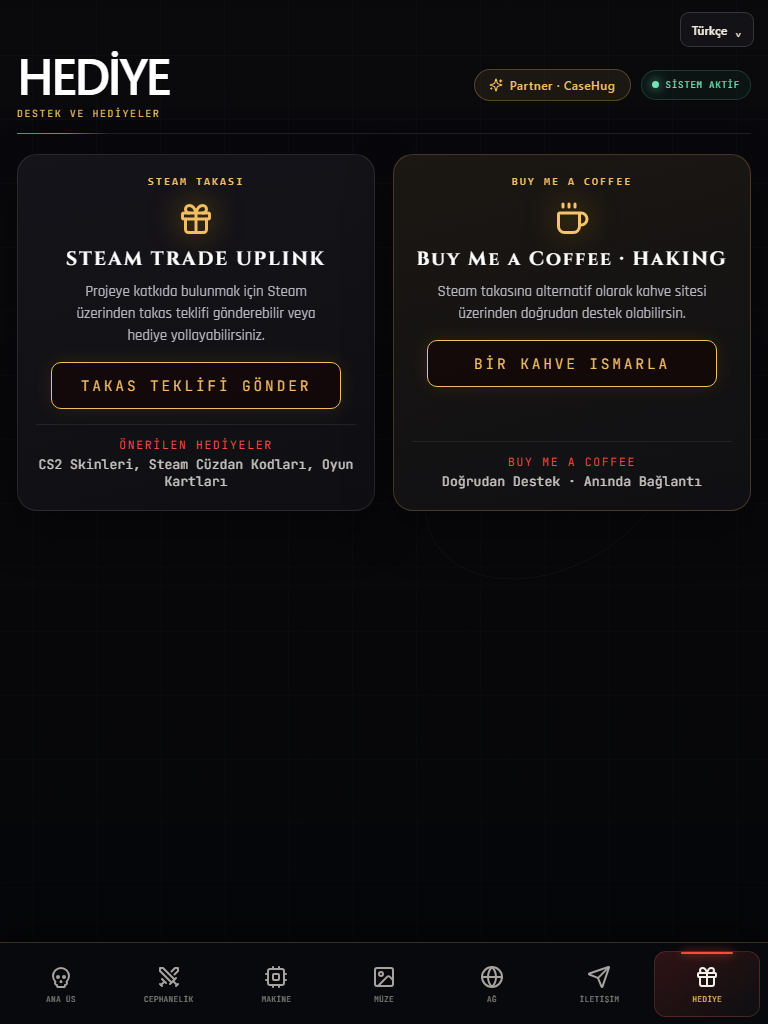 Türkçe
HEDİYE
DESTEK VE HEDİYELER
Partner · CaseHug
SİSTEM AKTİF
STEAM TAKASI
STEAM TRADE UPLINK
Projeye katkıda bulunmak için Steam
üzerinden takas teklifi gönderebilir veya
hediye yollayabilirsiniz.
TAKAS TEKLİFİ GÖNDER
ÖNERİLEN HEDİYELER
CS2 Skinleri, Steam Cüzdan Kodları, Oyun
Kartları
BUY ME A COFFEE
Buy Me a Coffee · HaKING
Steam takasına alternatif olarak kahve sitesi
üzerinden doğrudan destek olabilirsin.
BİR KAHVE ISMARLA
BUY ME A COFFEE
Doğrudan Destek · Anında Bağlantı
ANA ÜS
CEPHANELİK
MAKİNE
MÜZE
AĞ
İLETİŞİM
HEDİYE